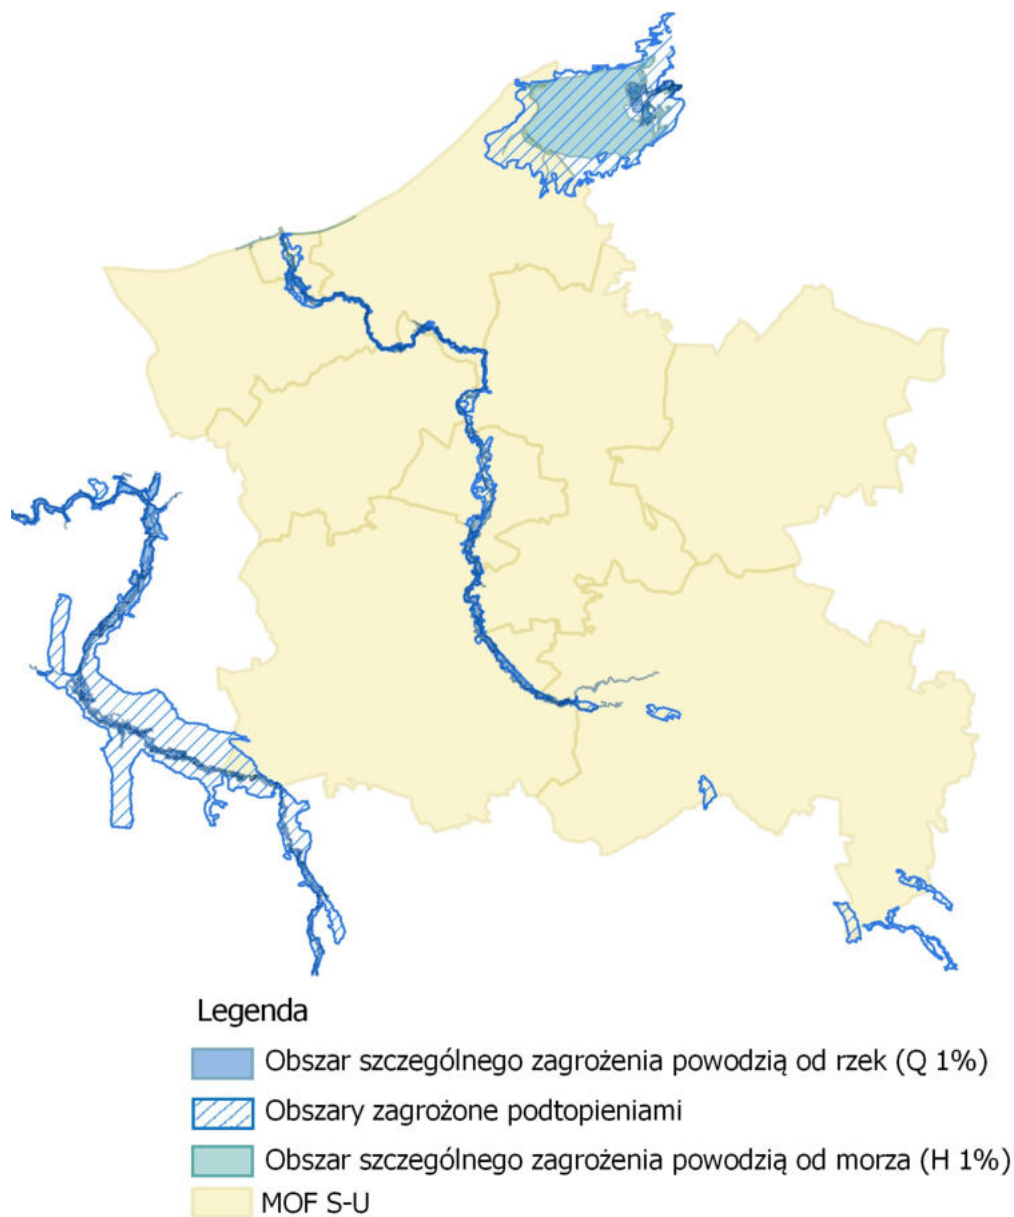 Legenda
Obszar szczególnego zagrożenia powodzią od rzek (Q 1%)
Obszary zagrożone podtopieniami
Obszar szczególnego zagrożenia powodzią od morza (H 1%)
MOF S-U